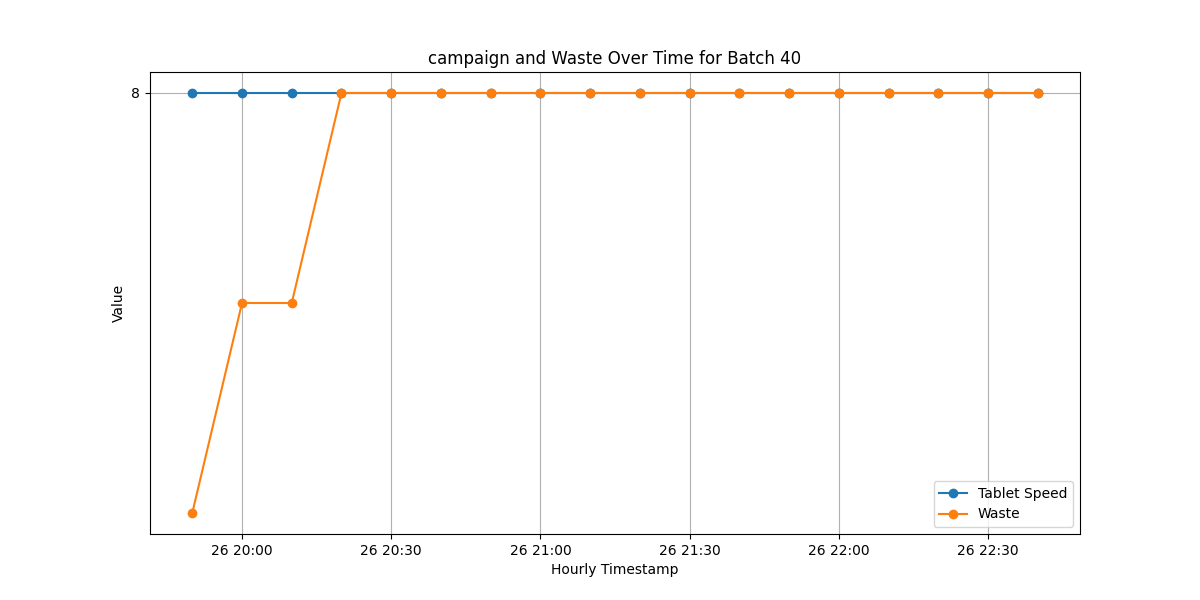 campaign and Waste Over Time for Batch 40
8
Value
Tablet Speed
Waste
26 20:00
26 20:30
26 21:00
26 21:30
26 22:00
26 22:30
Hourly Timestamp